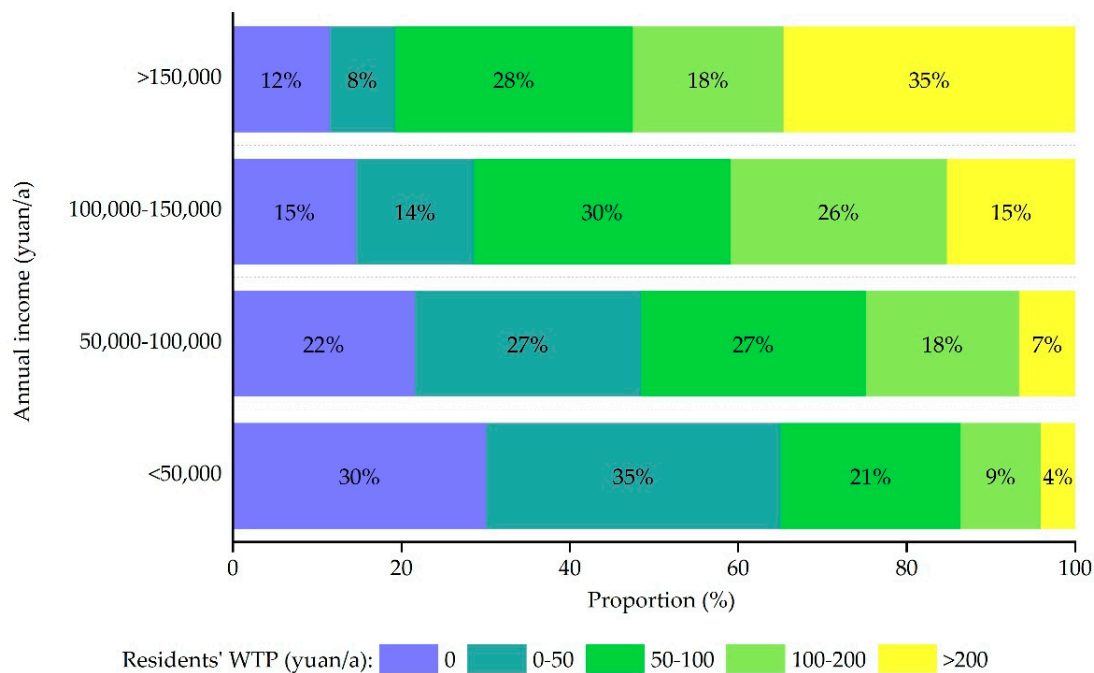 >150,000
12% 8% 28% 18% 35%
100,000-150,000
15% 14% 30% 26% 15%
50,000-100,000
22% 27% 27% 18% 7%
<50,000
30% 35% 21% 9% 4%
Annual income (yuan/a)
0 20 40 60 80 100
Proportion (%)
Residents' WTP (yuan/a): 0 0-50 50-100 100-200 >200